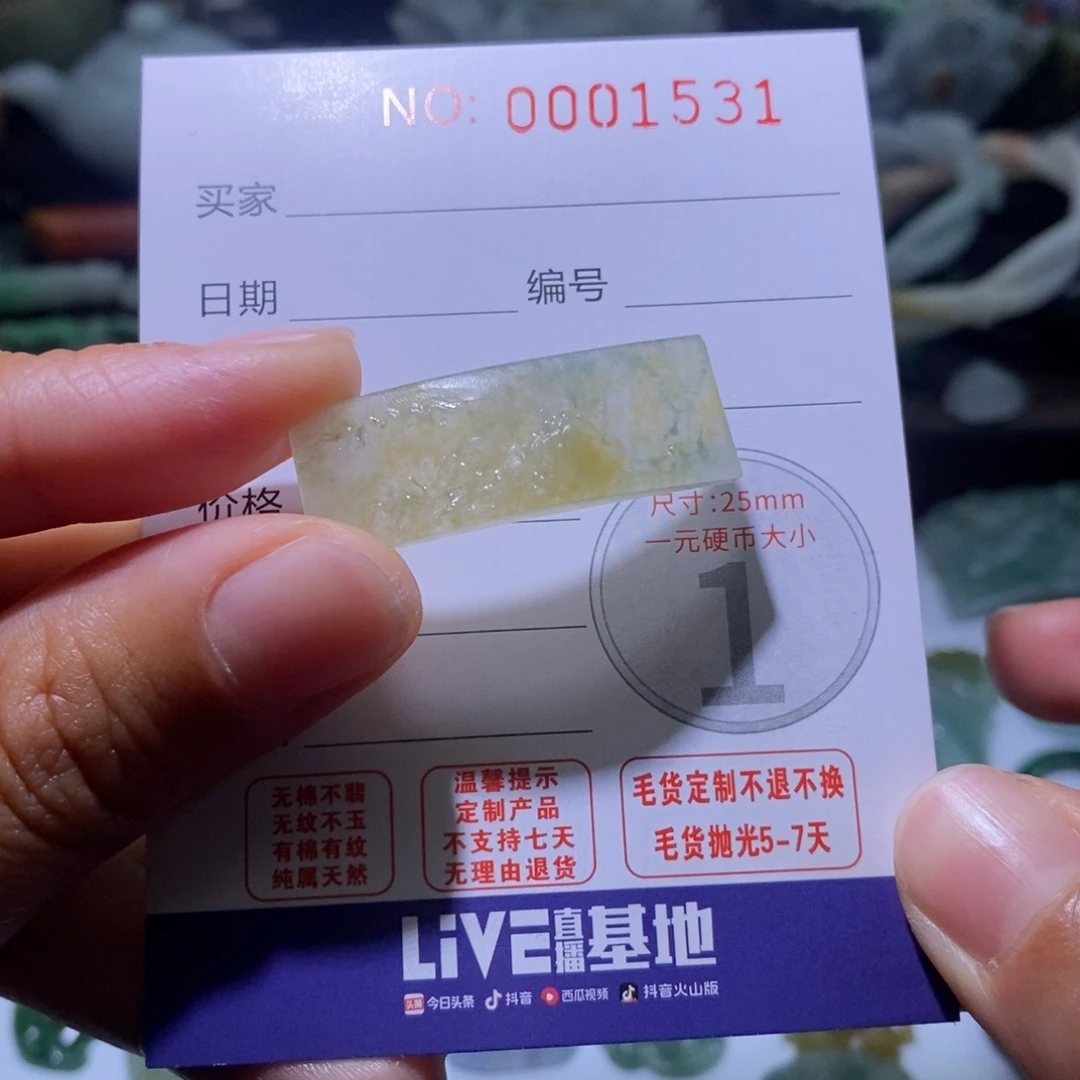 NO: 0001531
买家
日期 编号
价格
尺寸:25mm
一元硬币大小
1
无棉不翡
无纹不玉
有棉有纹
纯属天然
温馨提示
定制产品
不支持七天
无理由退货
毛货定制不退不换
毛货抛光5-7天
LiVE直播基地
头条 今日头条 抖音 西瓜视频 抖音火山版